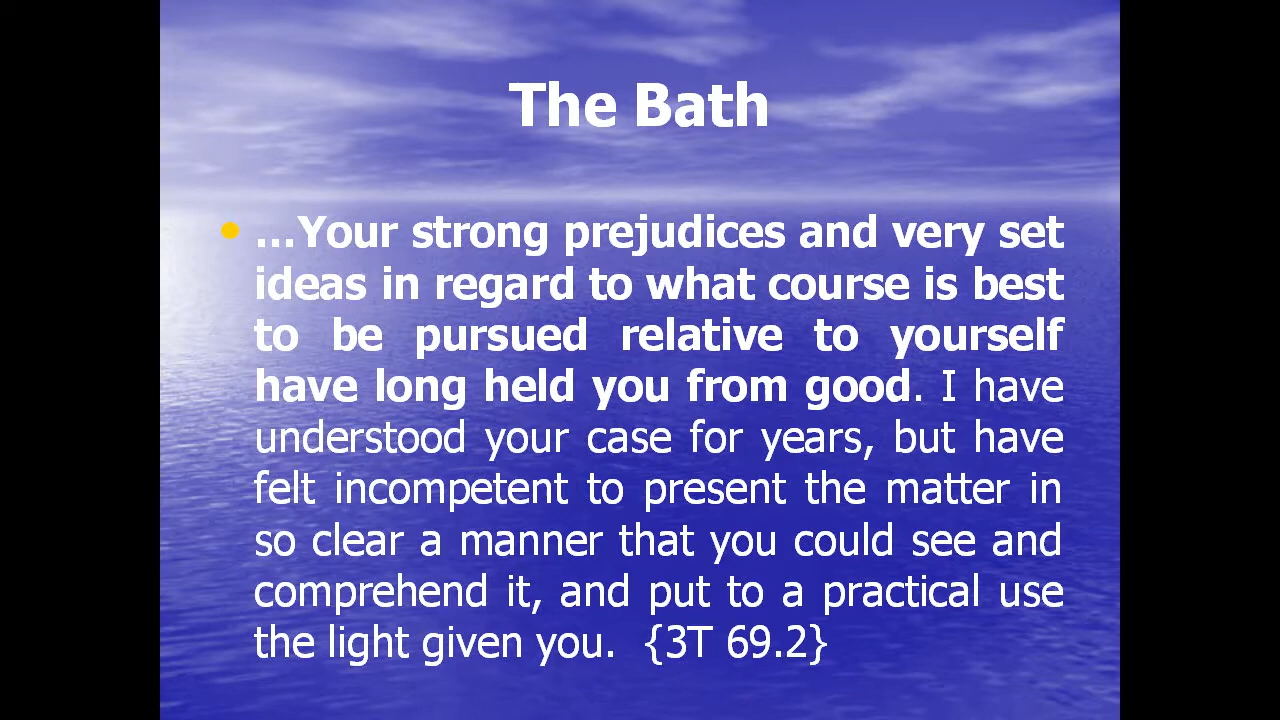 The Bath
• …Your strong prejudices and very set
ideas in regard to what course is best
to be pursued relative to yourself
have long held you from good. I have
understood your case for years, but have
felt incompetent to present the matter in
so clear a manner that you could see and
comprehend it, and put to a practical use
the light given you.  {3T 69.2}